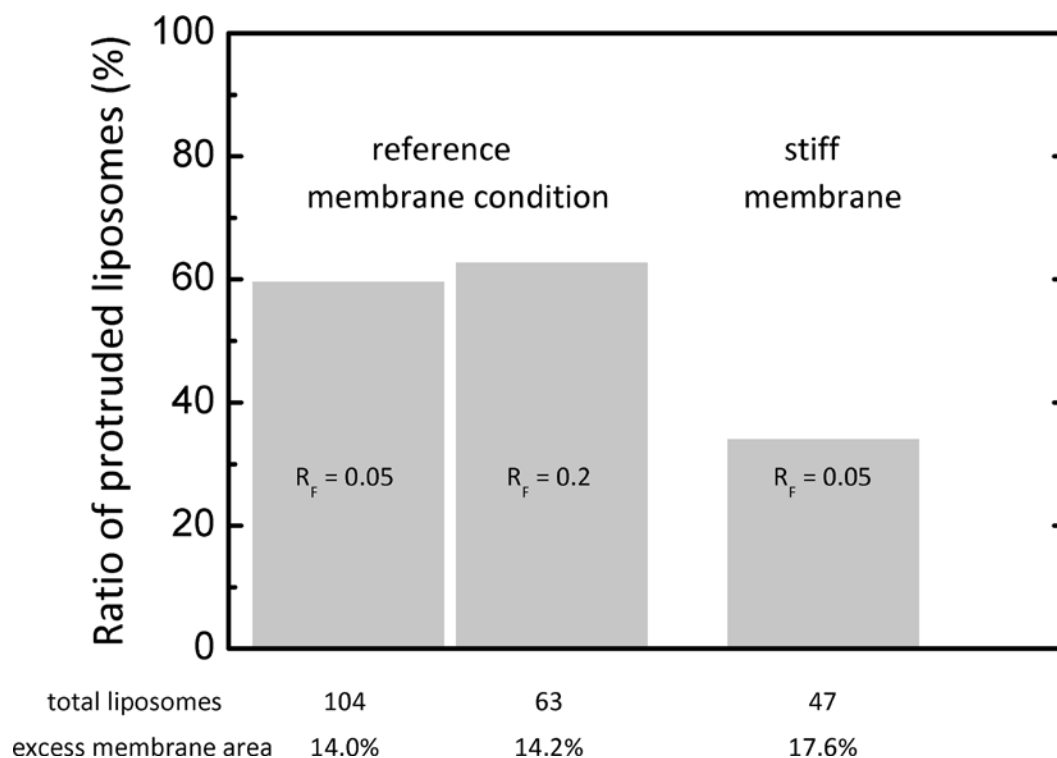 Ratio of protruded liposomes (%)
100
80
60
40
20
0
reference
membrane condition
stiff
membrane
R_F = 0.05
R_F = 0.2
R_F = 0.05
total liposomes 104 63 47
excess membrane area 14.0% 14.2% 17.6%